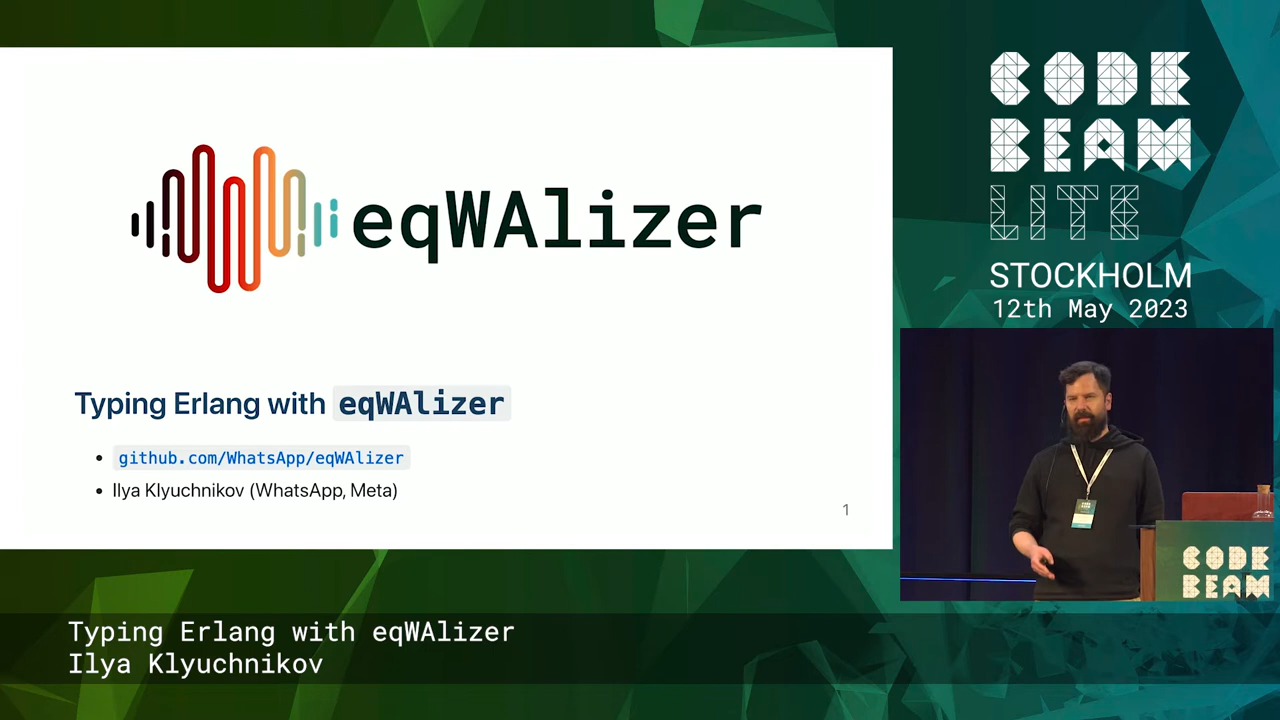 eqWAlizer
Typing Erlang with eqWAlizer
github.com/WhatsApp/eqWAlizer
Ilya Klyuchnikov (WhatsApp, Meta)
1
CODE
BEAM
LITE
STOCKHOLM
12th May 2023
CODE
BEAM
Typing Erlang with eqWAlizer
Ilya Klyuchnikov